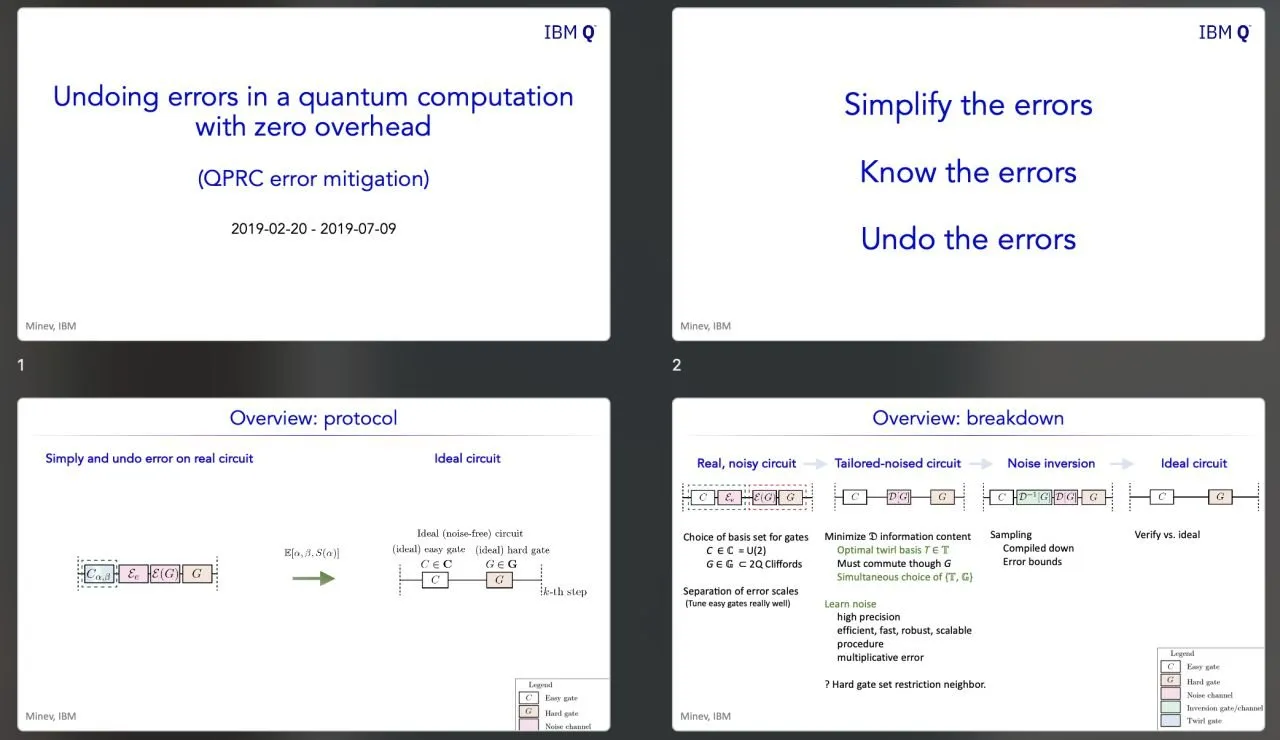 IBM Q
Undoing errors in a quantum computation
with zero overhead
(QPRC error mitigation)
2019-02-20 - 2019-07-09
Minev, IBM
1
IBM Q
Simplify the errors
Know the errors
Undo the errors
Minev, IBM
2
Overview: protocol
Simply and undo error on real circuit
Ideal circuit
Ideal (noise-free) circuit
(ideal) easy gate (ideal) hard gate
𝔼[α, β, S(α)]
C ∈ 𝐂 G ∈ 𝐆
C_{α,β} ℰ_e ℰ(G) G
C G
k-th step
Legend
C Easy gate
G Hard gate
Noise channel
Minev, IBM
Overview: breakdown
Real, noisy circuit
C ℰ_e ℰ(G) G
Choice of basis set for gates
C ∈ ℂ = U(2)
G ∈ 𝔾 ⊂ 2Q Cliffords
Separation of error scales
(Tune easy gates really well)
Tailored-noised circuit
C 𝒟[G] G
Minimize 𝔇 information content
Optimal twirl basis T ∈ 𝕋
Must commute though G
Simultaneous choice of {𝕋, 𝔾}
Learn noise
high precision
efficient, fast, robust, scalable
procedure
multiplicative error
? Hard gate set restriction neighbor.
Noise inversion
C 𝒟⁻¹[G] 𝒟[G] G
Sampling
Compiled down
Error bounds
Ideal circuit
C G
Verify vs. ideal
Legend
C Easy gate
G Hard gate
Noise channel
Inversion gate/channel
Twirl gate
Minev, IBM